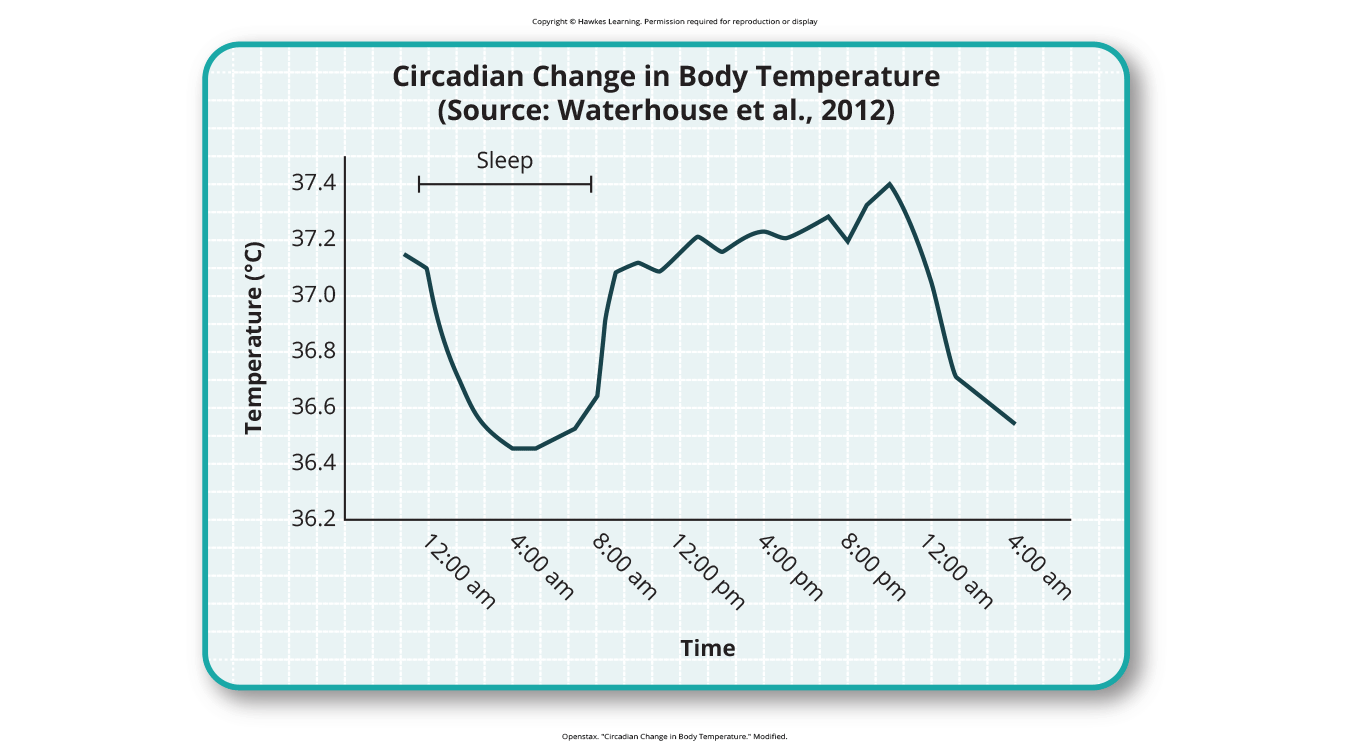 Copyright © Hawkes Learning. Permission required for reproduction or display
Circadian Change in Body Temperature
(Source: Waterhouse et al., 2012)
Sleep
37.4
37.2
37.0
36.8
36.6
36.4
36.2
Temperature (°C)
12:00 am
4:00 am
8:00 am
12:00 pm
4:00 pm
8:00 pm
12:00 am
4:00 am
Time
Openstax. "Circadian Change in Body Temperature." Modified.